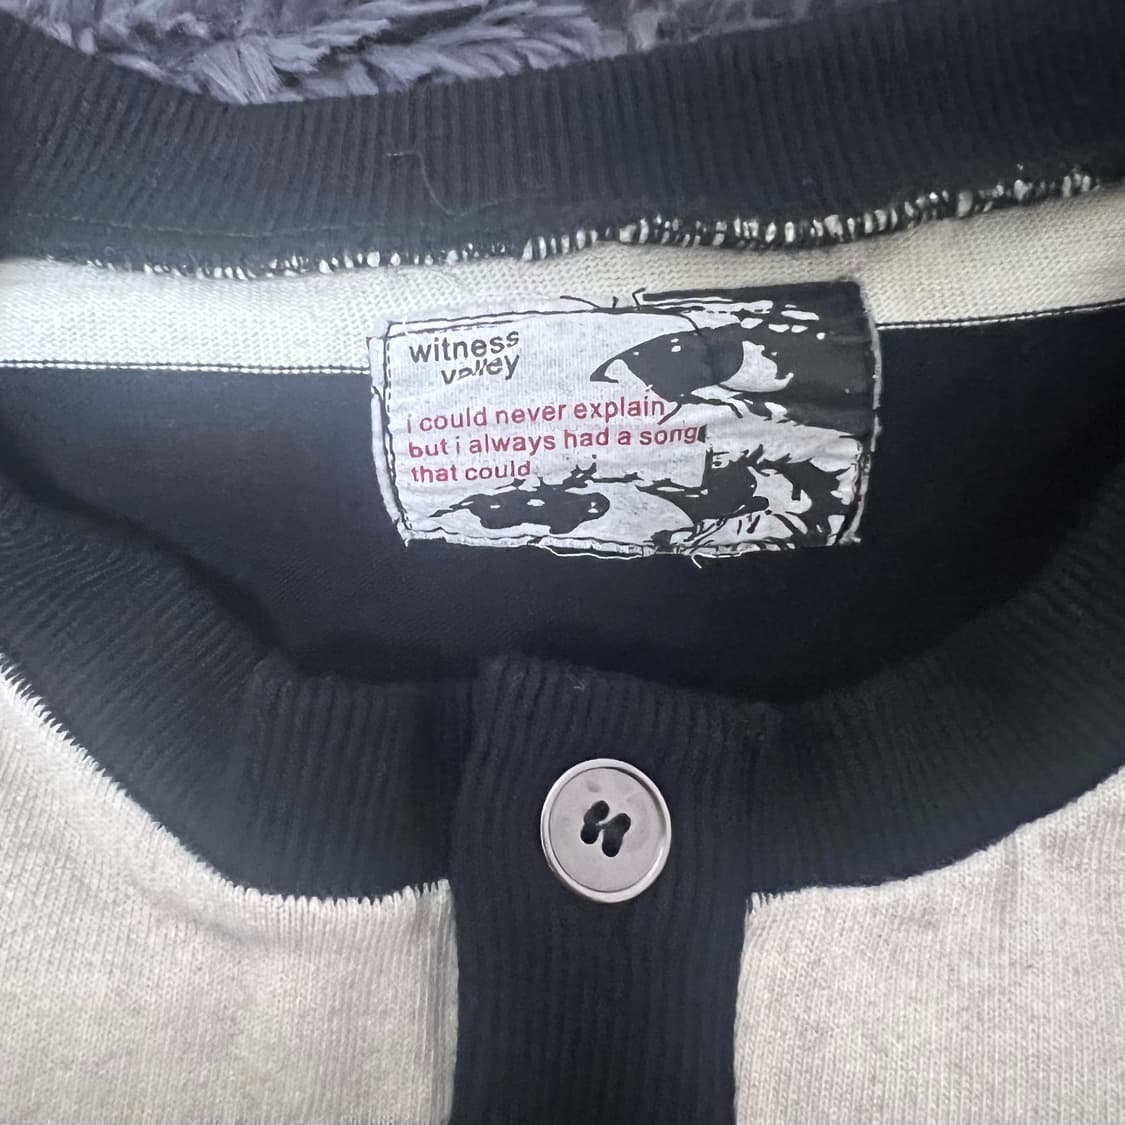 witness
valley
i could never explain
but i always had a song
that could